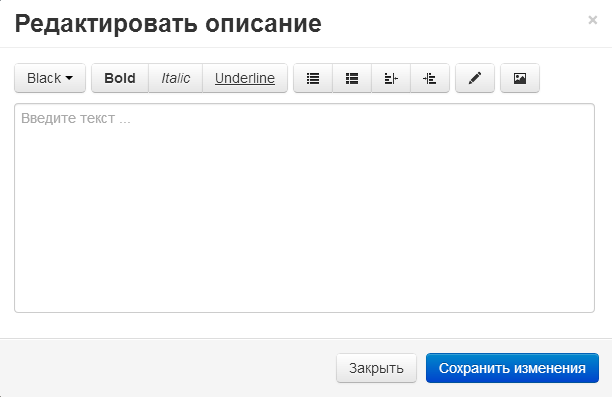 Редактировать описание ×
Black Bold Italic Underline
Введите текст ...
Закрыть Сохранить изменения